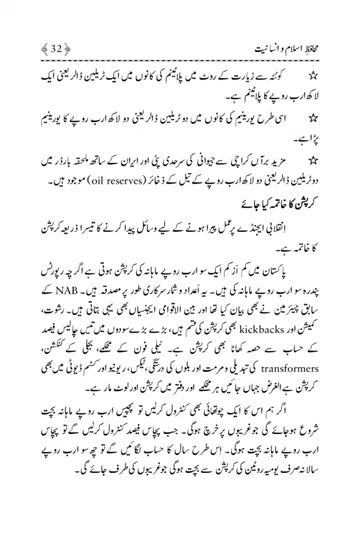 محافظِ اسلام و انسانیت ﴿ 32 ﴾
☆ کوئٹہ سے زیارت کے روٹ میں پلاٹینم کی کانوں میں ایک ٹریلین ڈالر یعنی ایک
لاکھ ارب روپے کا پلاٹینم ہے۔
☆ اسی طرح یورینیم کی کانوں میں دو ٹریلین ڈالر یعنی دو لاکھ ارب روپے کا یورینیم
پڑا ہے۔
☆ مزید برآں کراچی سے جیوانی کی سرحدی پٹی اور ایران کے ساتھ ملحقہ بارڈر میں
دو ٹریلین ڈالر یعنی دو لاکھ ارب روپے کے تیل کے ذخائر (oil reserves) موجود ہیں۔
کرپشن کا خاتمہ کیا جائے
اِنقلابی ایجنڈے پر عمل پیرا ہونے کے لیے وسائل پیدا کرنے کا تیسرا ذریعہ کرپشن
کا خاتمہ ہے۔
پاکستان میں کم اَز کم ایک سو ارب روپے ماہانہ کی کرپشن ہوتی ہے اگرچہ رپورٹس
پندرہ سو ارب روپے ماہانہ کی ہیں۔ یہ اَعداد و شمار سرکاری طور پر مصدقہ ہیں۔ NAB کے
سابق چیئرمین نے بھی بیان کیا تھا اور بین الاقوامی ایجنسیاں بھی یہی بتاتی ہیں۔ رشوت،
کمیشن اور kickbacks بھی کرپشن کی قسم ہیں، بڑے بڑے سودوں میں تیس چالیس فیصد
کے حساب سے حصہ کھانا بھی کرپشن ہے۔ ٹیلی فون کے محکمے، بجلی کے کنکشن،
transformers کی تبدیلی و مرمت اور بلوں کی درستگی، ٹیکس، ریونیو اور کسٹم ڈیوٹی میں بھی
کرپشن ہے الغرض جہاں جائیں ہر محکمے اور دفتر میں کرپشن اور لوٹ مار ہے۔
اگر ہم اس کا ایک چوتھائی بھی کنٹرول کرلیں تو پچیس ارب روپے ماہانہ بچت
شروع ہوجائے گی جو غریبوں پر خرچ ہوگی۔ جب پچاس فیصد کنٹرول کرلیں گے تو پچاس
ارب روپے ماہانہ بچت ہوگی۔ اِس طرح سال کا حساب لگائیں گے تو چھ سو ارب روپے
سالانہ صرف یومیہ روٹین کی کرپشن سے بچت ہوگی جو غریبوں کی طرف جائے گی۔